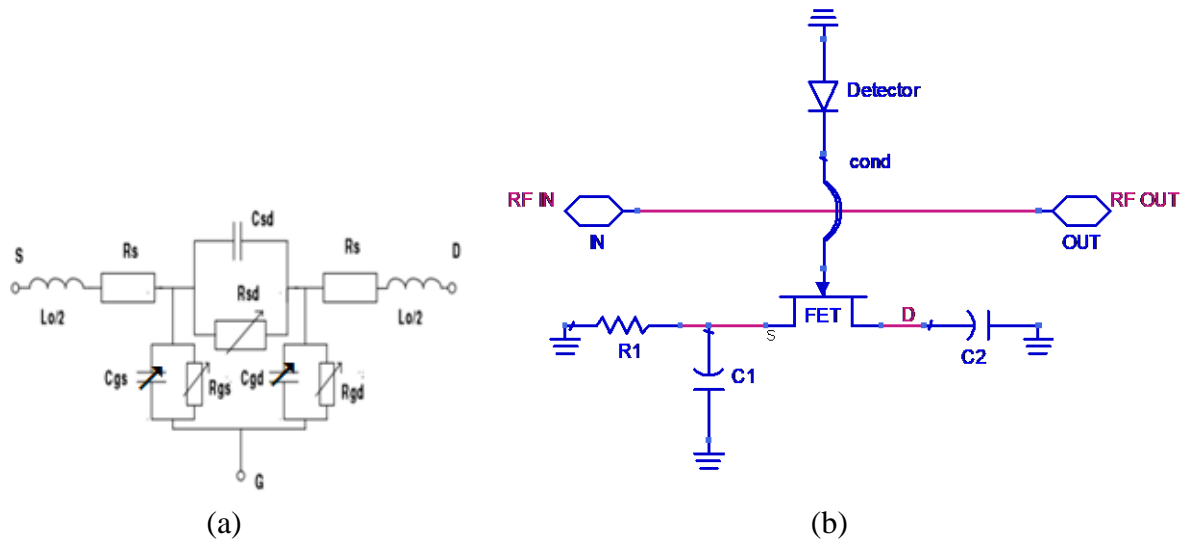 S
Lo/2
Rs
Csd
Rsd
Rs
D
Lo/2
Cgs
Rgs
Cgd
Rgd
G
(a)
Detector
cond
RF IN
IN
RF OUT
OUT
FET
S
D
R1
C1
C2
(b)